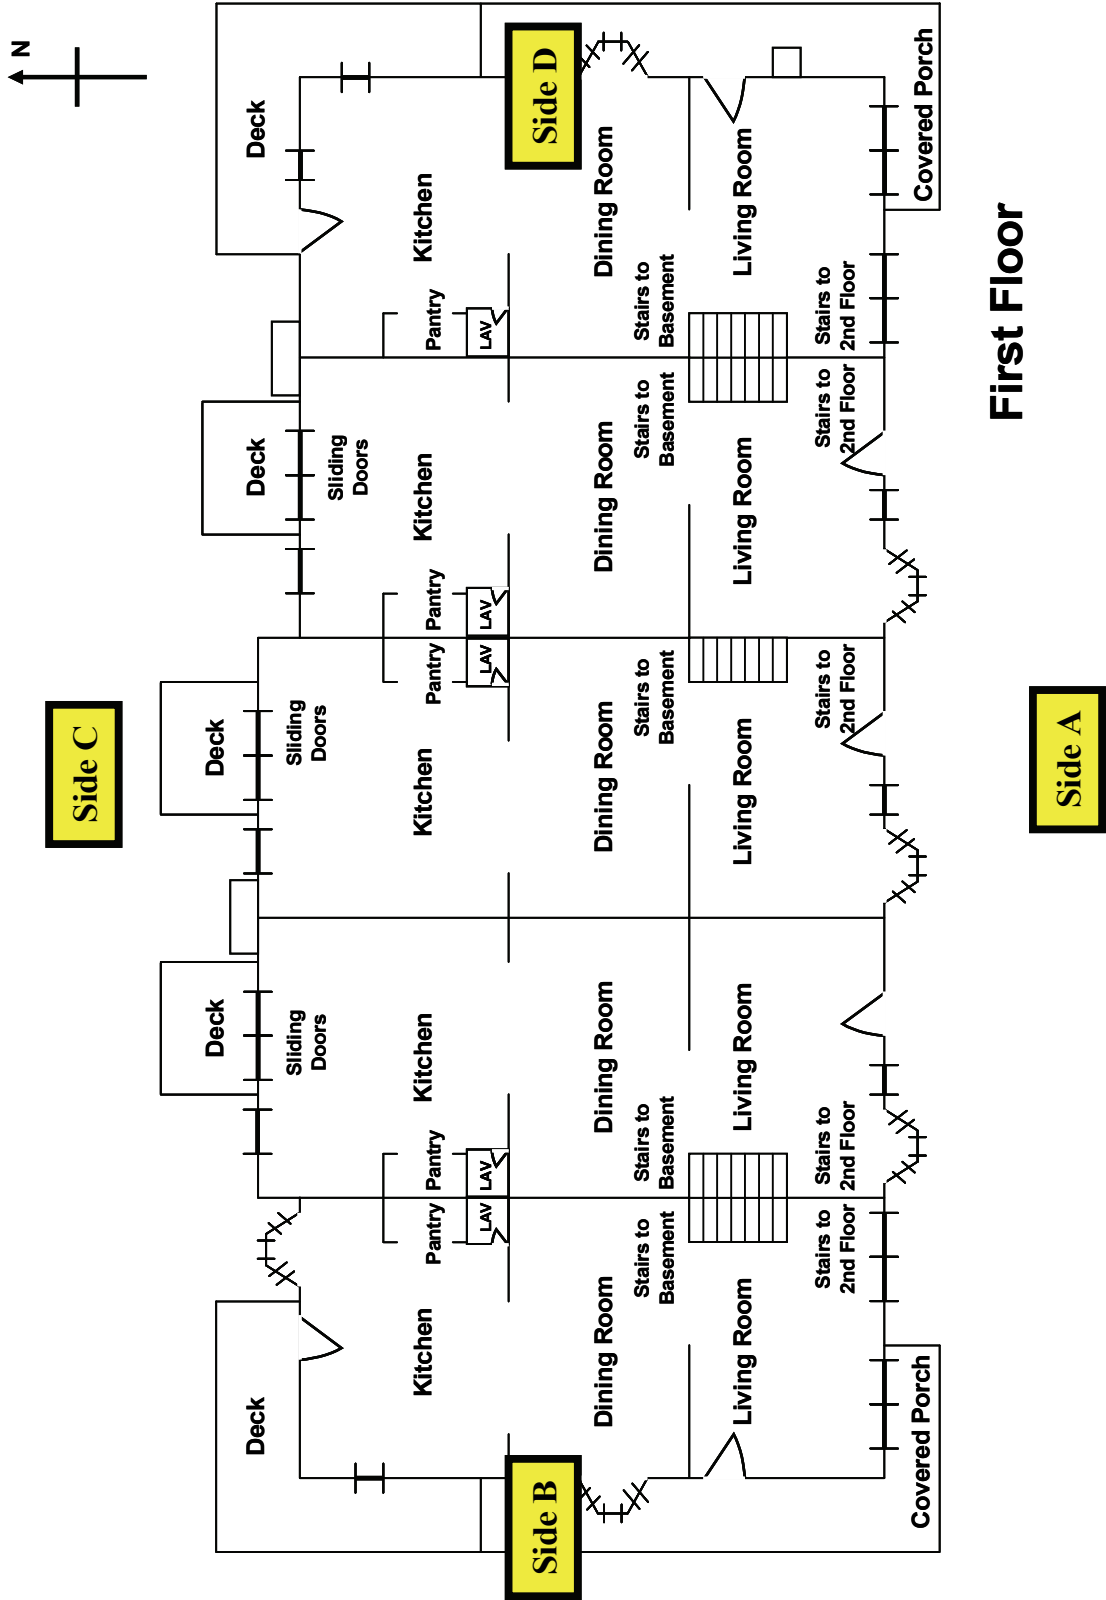 N
Side C
Deck
Deck
Deck
Deck
Deck
Sliding
Doors
Sliding
Doors
Sliding
Doors
Kitchen
Kitchen
Kitchen
Kitchen
Kitchen
Pantry
Pantry
Pantry
Pantry
Pantry
LAV
LAV
LAV
LAV
LAV
Side B
Side D
Dining Room
Dining Room
Dining Room
Dining Room
Dining Room
Stairs to
Basement
Stairs to
Basement
Stairs to
Basement
Stairs to
Basement
Stairs to
Basement
Living Room
Living Room
Living Room
Living Room
Living Room
Stairs to
2nd Floor
Stairs to
2nd Floor
Stairs to
2nd Floor
Stairs to
2nd Floor
Stairs to
2nd Floor
Covered Porch
Covered Porch
First Floor
Side A